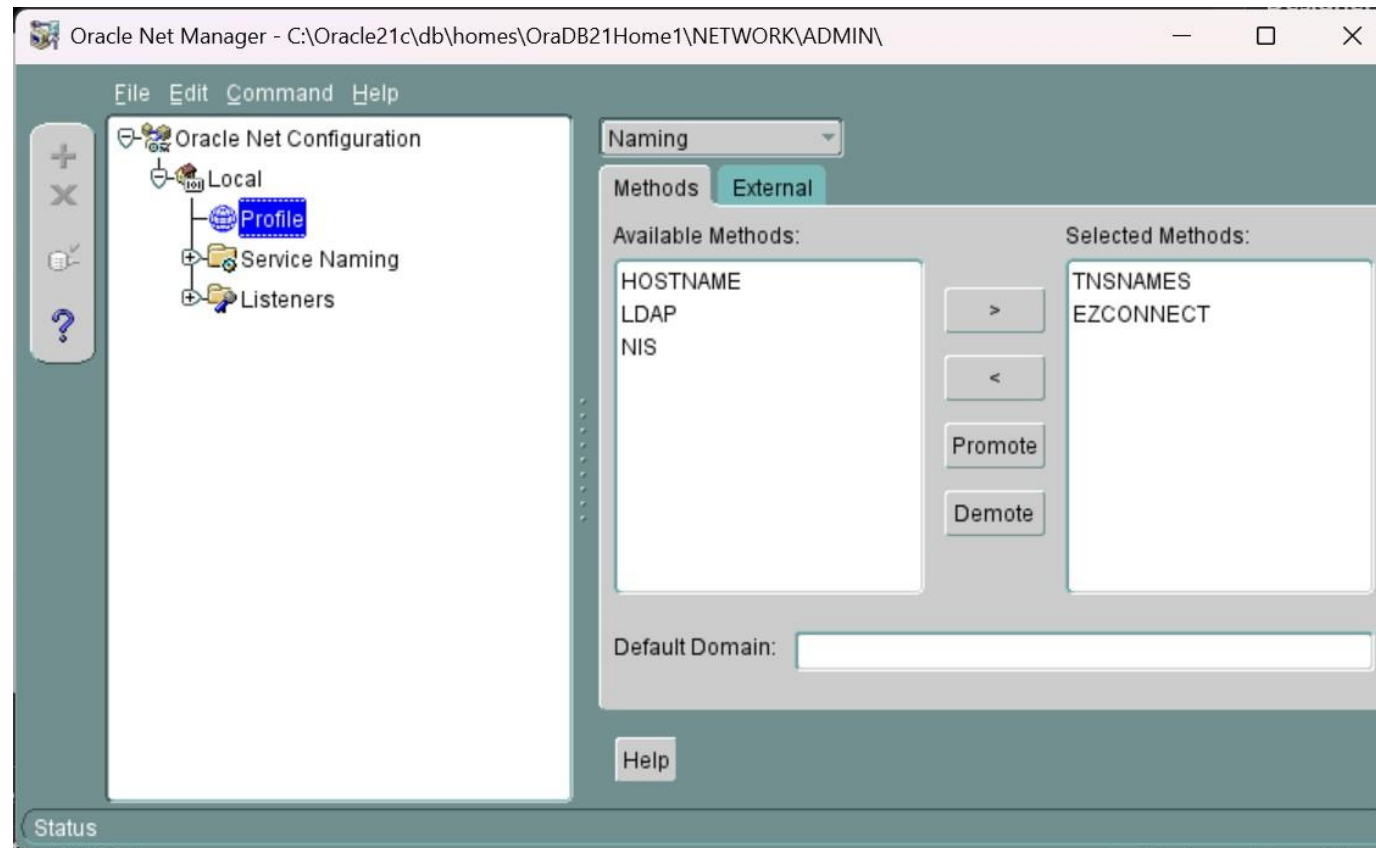 Oracle Net Manager - C:\Oracle21c\db\homes\OraDB21Home1\NETWORK\ADMIN\
File Edit Command Help
Oracle Net Configuration
Local
Profile
Service Naming
Listeners
Naming
Methods External
Available Methods: Selected Methods:
HOSTNAME
LDAP
NIS
>
<
Promote
Demote
TNSNAMES
EZCONNECT
Default Domain:
Help
Status